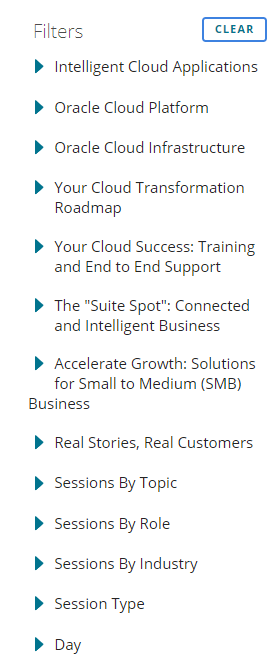 Filters
CLEAR
Intelligent Cloud Applications
Oracle Cloud Platform
Oracle Cloud Infrastructure
Your Cloud Transformation
Roadmap
Your Cloud Success: Training
and End to End Support
The "Suite Spot": Connected
and Intelligent Business
Accelerate Growth: Solutions
for Small to Medium (SMB)
Business
Real Stories, Real Customers
Sessions By Topic
Sessions By Role
Sessions By Industry
Session Type
Day